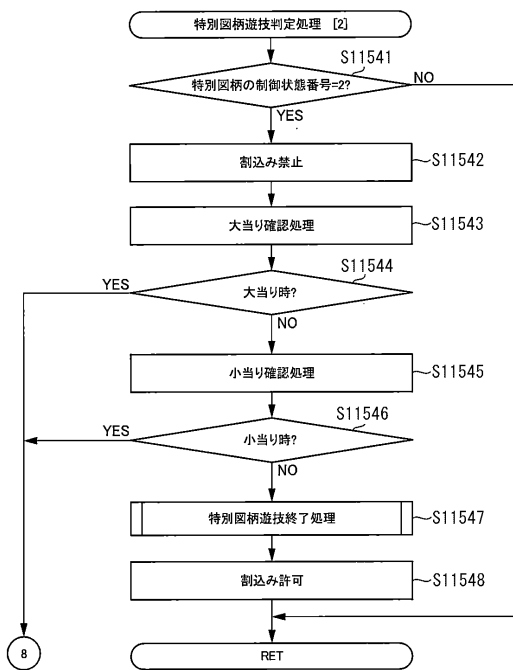 特別図柄遊技判定処理 [2]
S11541
特別図柄の制御状態番号=2?
NO
YES
割込み禁止
S11542
大当り確認処理
S11543
S11544
YES
大当り時?
NO
小当り確認処理
S11545
S11546
YES
小当り時?
NO
特別図柄遊技終了処理
S11547
割込み許可
S11548
8
RET